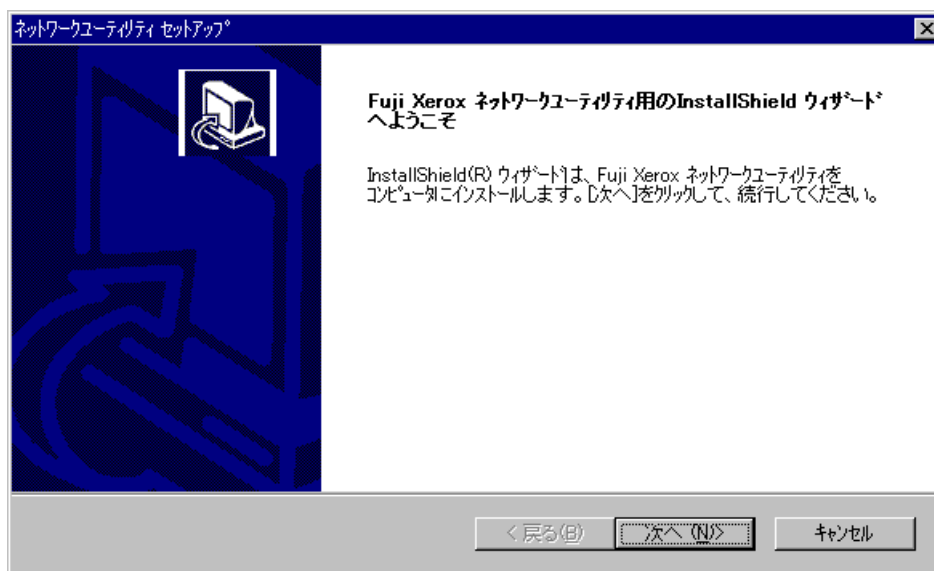 ネットワークユーティリティ セットアップ
Fuji Xerox ネットワークユーティリティ用のInstallShield ウィザード
へようこそ
InstallShield(R) ウィザードは、Fuji Xerox ネットワークユーティリティを
コンピュータにインストールします。[次へ]をクリックして、続行してください。
< 戻る(B)
次へ (N)>
キャンセル